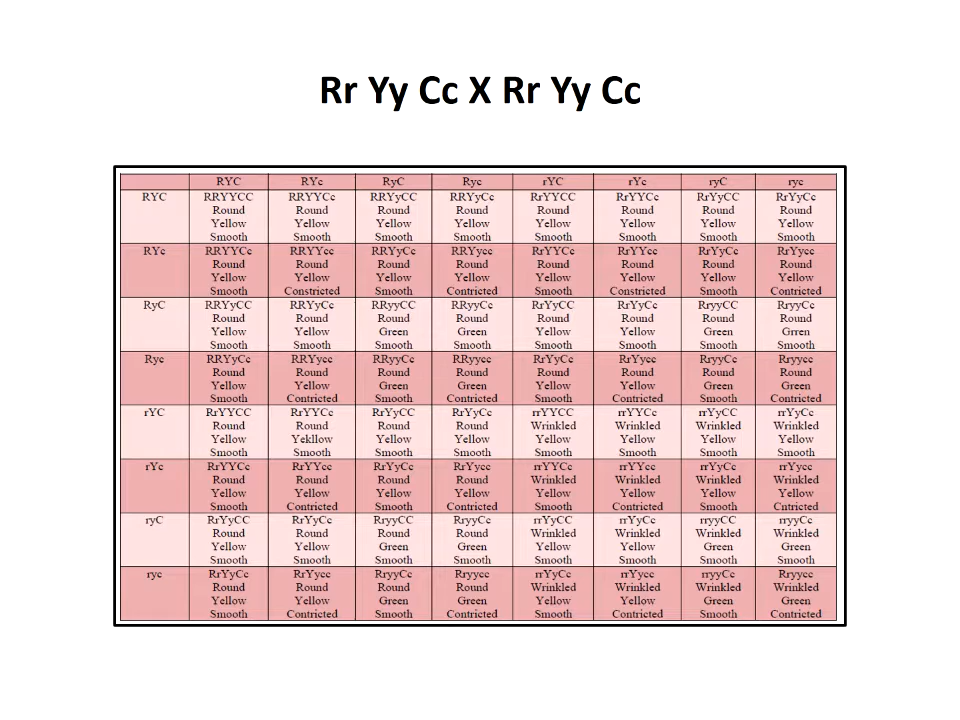 Rr Yy Cc X Rr Yy Cc
RYC RYc RyC Ryc rYC rYc ryC ryc
RYC RRYYCC RRYYCc RRYyCC RRYyCc RrYYCC RrYYCc RrYyCC RrYyCc
Round Round Round Round Round Round Round Round
Yellow Yellow Yellow Yellow Yellow Yellow Yellow Yellow
Smooth Smooth Smooth Smooth Smooth Smooth Smooth Smooth
RYc RRYYCc RRYYcc RRYyCc RRYycc RrYYCc RrYYcc RrYyCc RrYycc
Round Round Round Round Round Round Round Round
Yellow Yellow Yellow Yellow Yellow Yellow Yellow Yellow
Smooth Constricted Smooth Contricted Smooth Constricted Smooth Contricted
RyC RRYyCC RRYyCc RRyyCC RRyyCc RrYyCC RrYyCc RryyCC RryyCc
Round Round Round Round Round Round Round Round
Yellow Yellow Green Green Yellow Yellow Green Grren
Smooth Smooth Smooth Smooth Smooth Smooth Smooth Smooth
Ryc RRYyCc RRYycc RRyyCc RRyycc RrYyCc RrYycc RryyCc Rryycc
Round Round Round Round Round Round Round Round
Yellow Yellow Green Green Yellow Yellow Green Green
Smooth Contricted Smooth Contricted Smooth Contricted Smooth Contricted
rYC RrYYCC RrYYCc RrYyCC RrYyCc rrYYCC rrYYCc rrYyCC rrYyCc
Round Round Round Round Wrinkled Wrinkled Wrinkled Wrinkled
Yellow Yekllow Yellow Yellow Yellow Yellow Yellow Yellow
Smooth Smooth Smooth Smooth Smooth Smooth Smooth Smooth
rYc RrYYCc RrYYcc RrYyCc RrYycc rrYYCc rrYYcc rrYyCc rrYycc
Round Round Round Round Wrinkled Wrinkled Wrinkled Wrinkled
Yellow Yellow Yellow Yellow Yellow Yellow Yellow Yellow
Smooth Contricted Smooth Contricted Smooth Contricted Smooth Cntricted
ryC RrYyCC RrYyCc RryyCC RryyCc rrYyCC rrYyCc rryyCC rryyCc
Round Round Round Round Wrinkled Wrinkled Wrinkled Wrinkled
Yellow Yellow Green Green Yellow Yellow Green Green
Smooth Smooth Smooth Smooth Smooth Smooth Smooth Smooth
ryc RrYyCc RrYycc RryyCc Rryycc rrYyCc rrYycc rryyCc Rryycc
Round Round Round Round Wrinkled Wrinkled Wrinkled Wrinkled
Yellow Yellow Green Green Yellow Yellow Green Green
Smooth Contricted Smooth Contricted Smooth Contricted Smooth Contricted